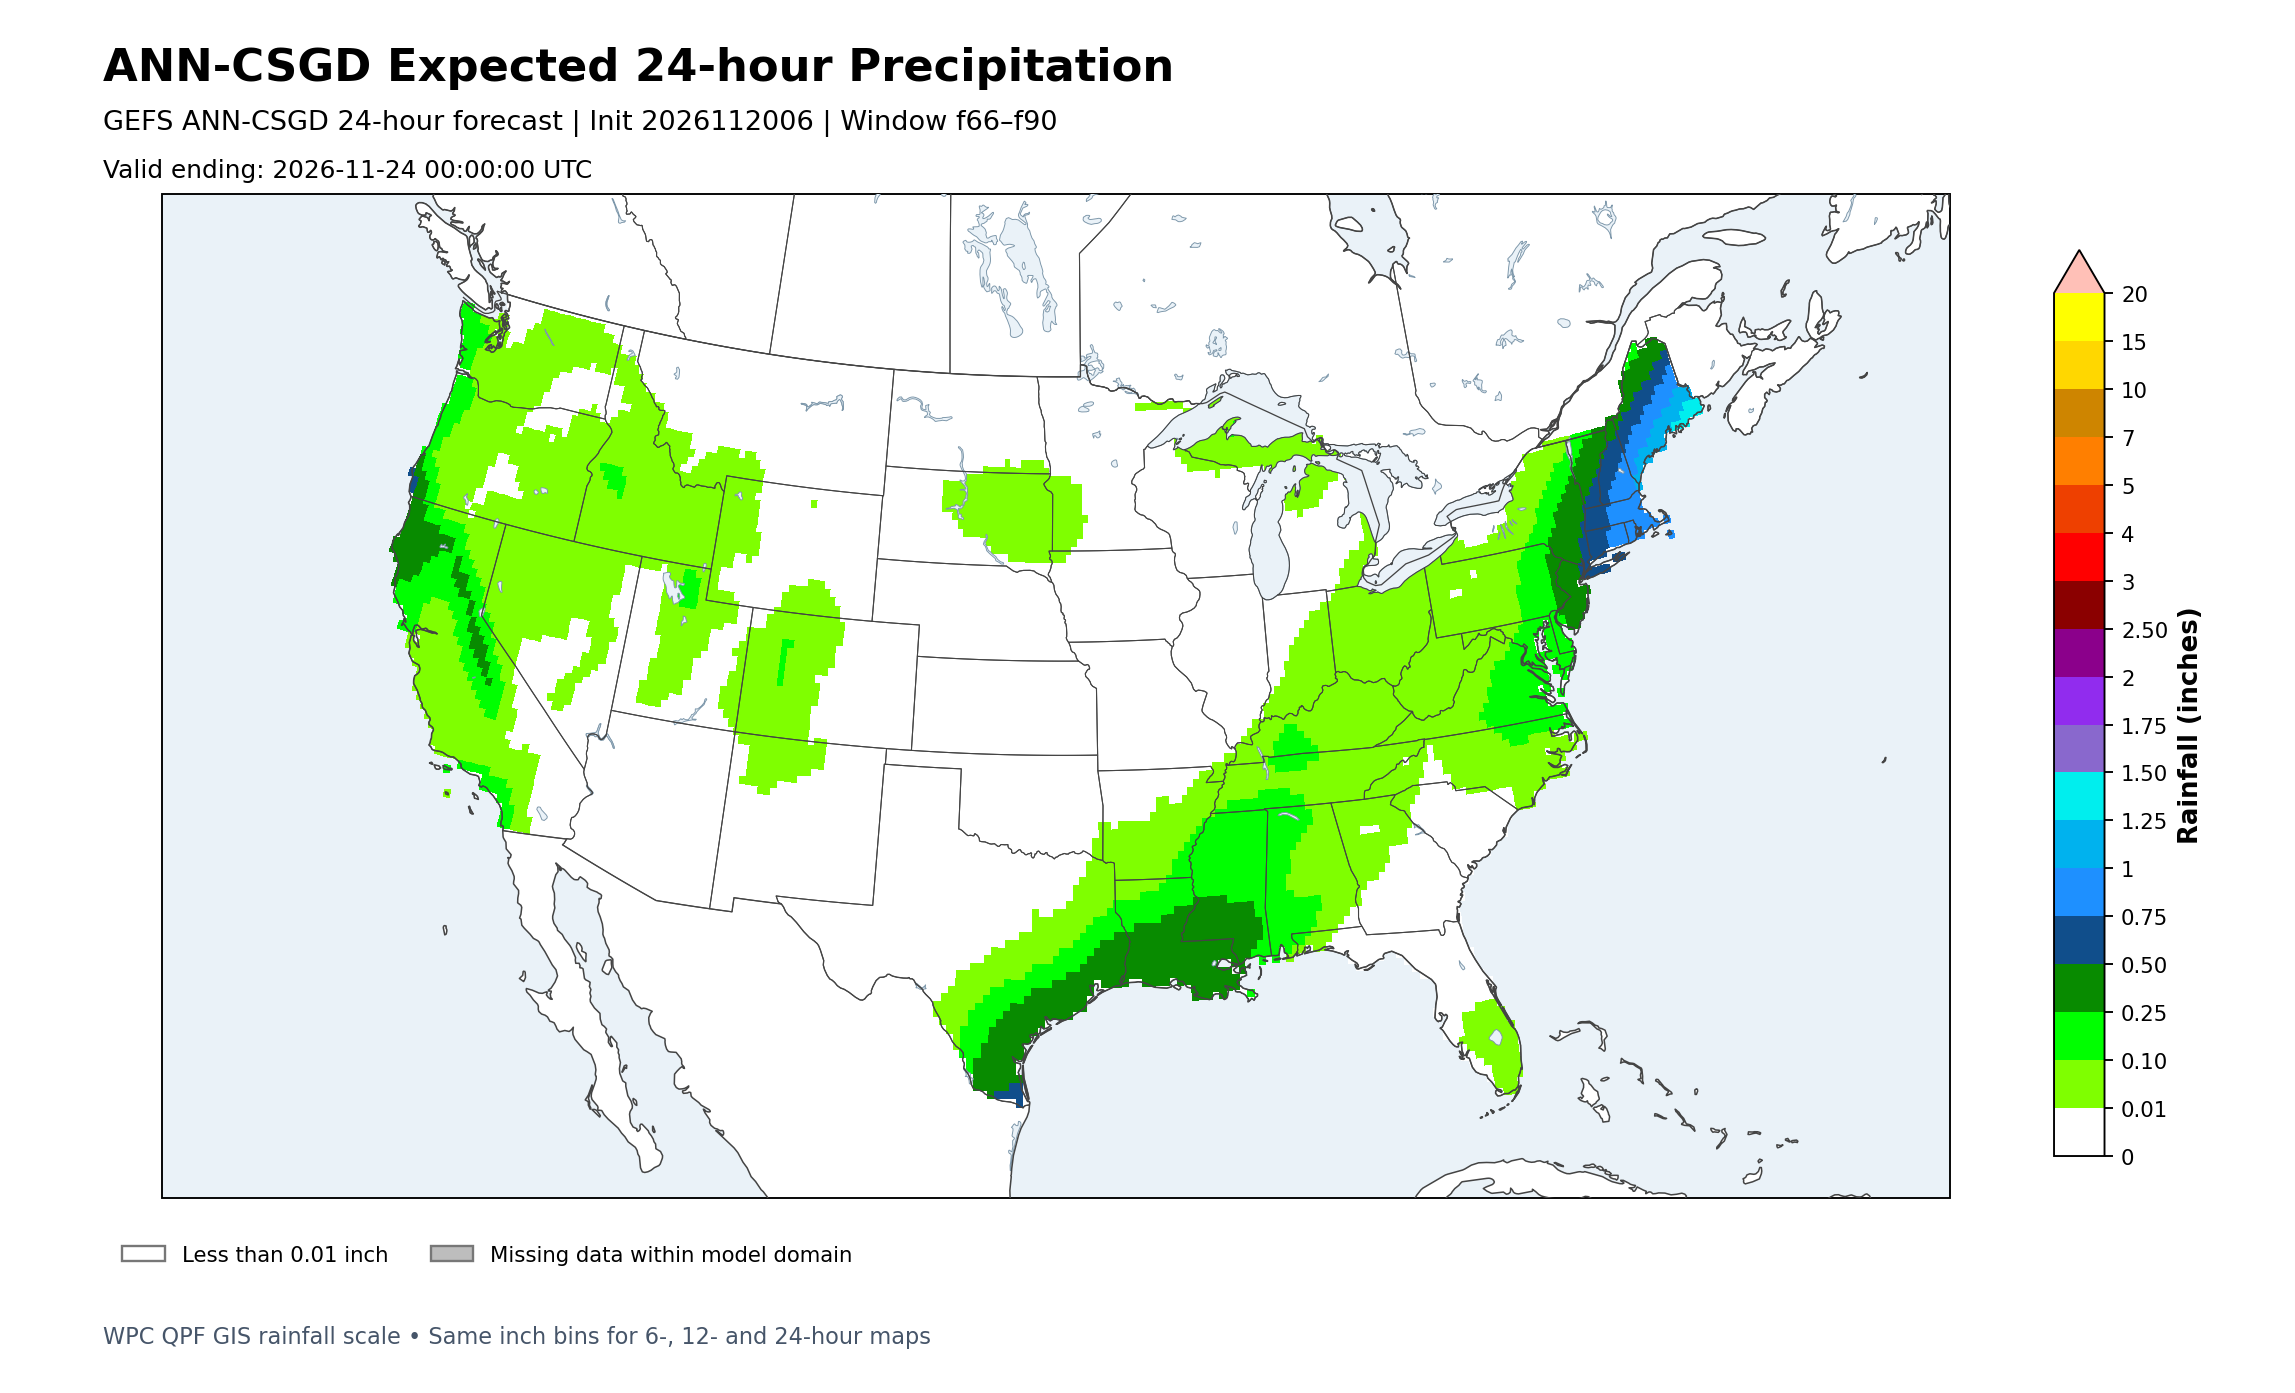 ANN-CSGD Expected 24-hour Precipitation
GEFS ANN-CSGD 24-hour forecast | Init 2026112006 | Window f66–f90
Valid ending: 2026-11-24 00:00:00 UTC
20
15
10
7
5
4
3
2.50
2
1.75
1.50
1.25
1
0.75
0.50
0.25
0.10
0.01
0
Rainfall (inches)
Less than 0.01 inch
Missing data within model domain
WPC QPF GIS rainfall scale • Same inch bins for 6-, 12- and 24-hour maps